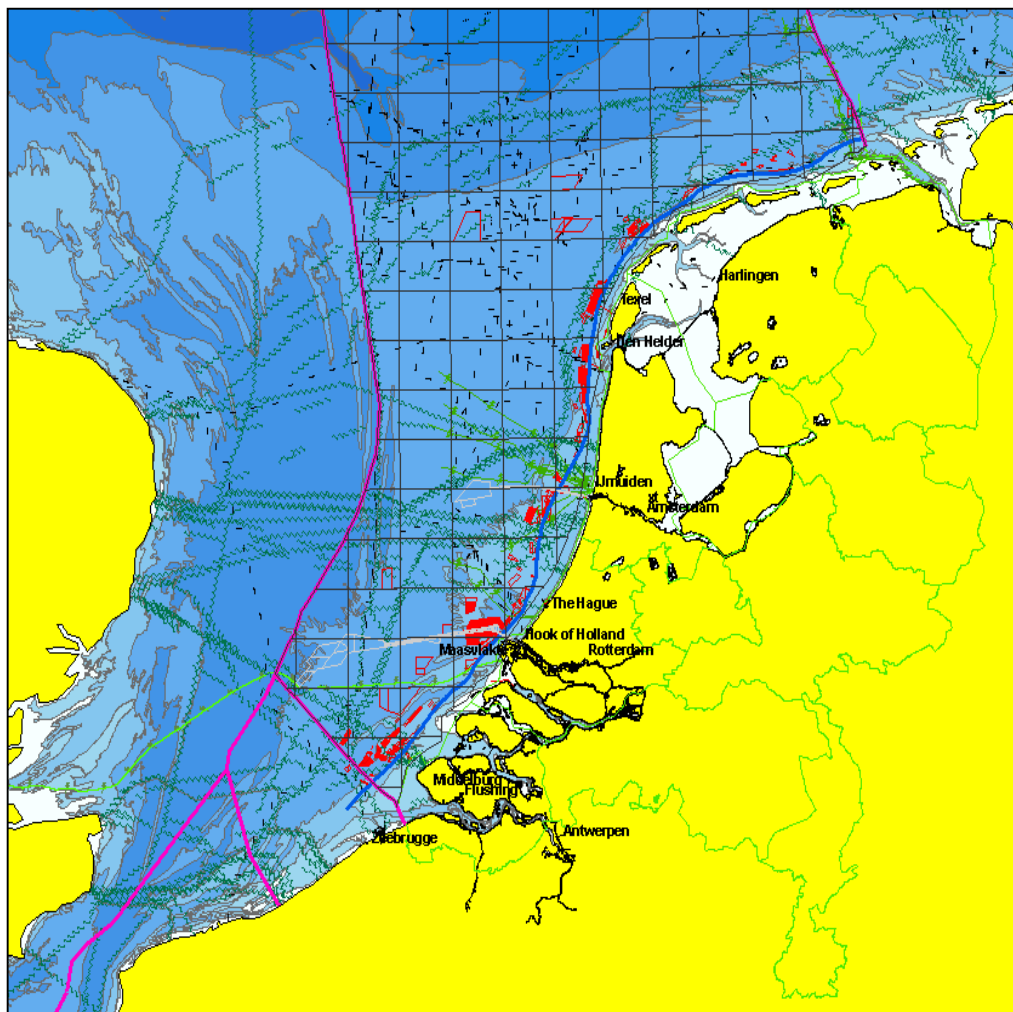 Harlingen
Texel
Den Helder
IJmuiden
Amsterdam
The Hague
Hook of Holland
Maasvlakte
Rotterdam
Middelburg
Flushing
Zeebrugge
Antwerpen